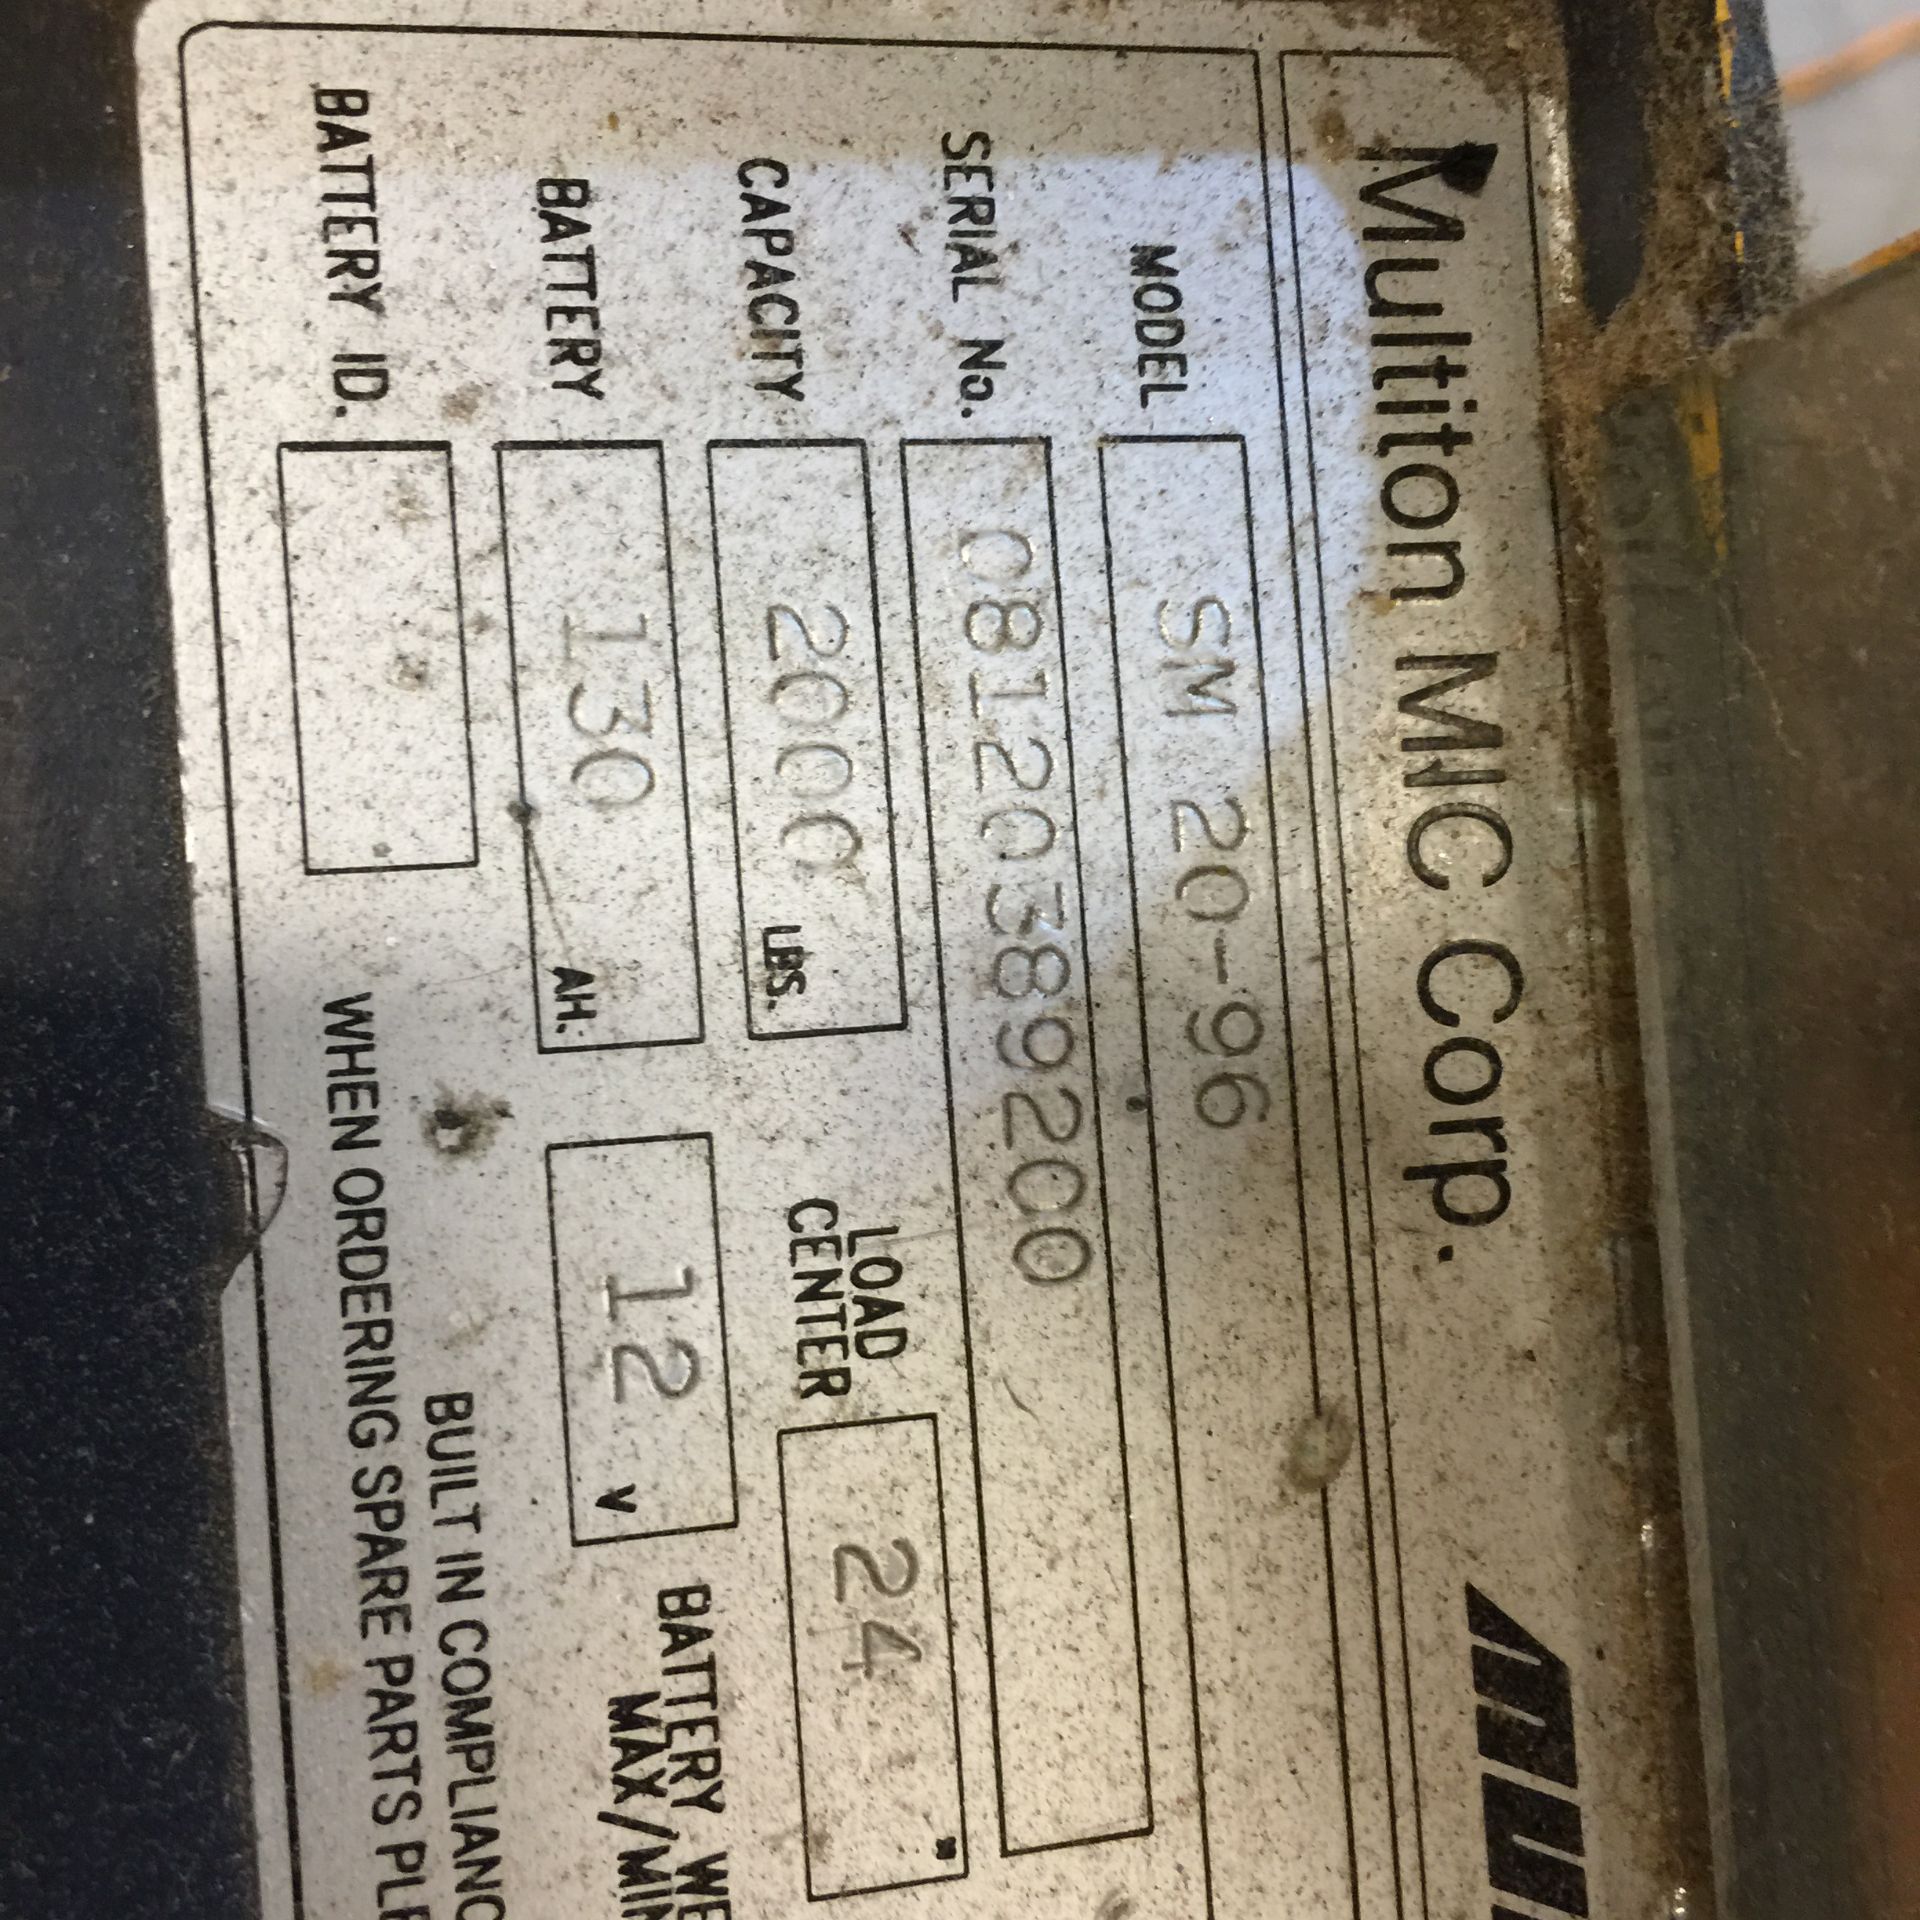 Multiton MIC Corp.
MODEL SM 20-96
SERIAL No. 08120389200
CAPACITY 2000 LBS. LOAD CENTER 24 "
BATTERY 130 AH. 12 V BATTERY
MAX/
BATTERY ID.
BUILT IN
WHEN ORDERING SPARE PARTS